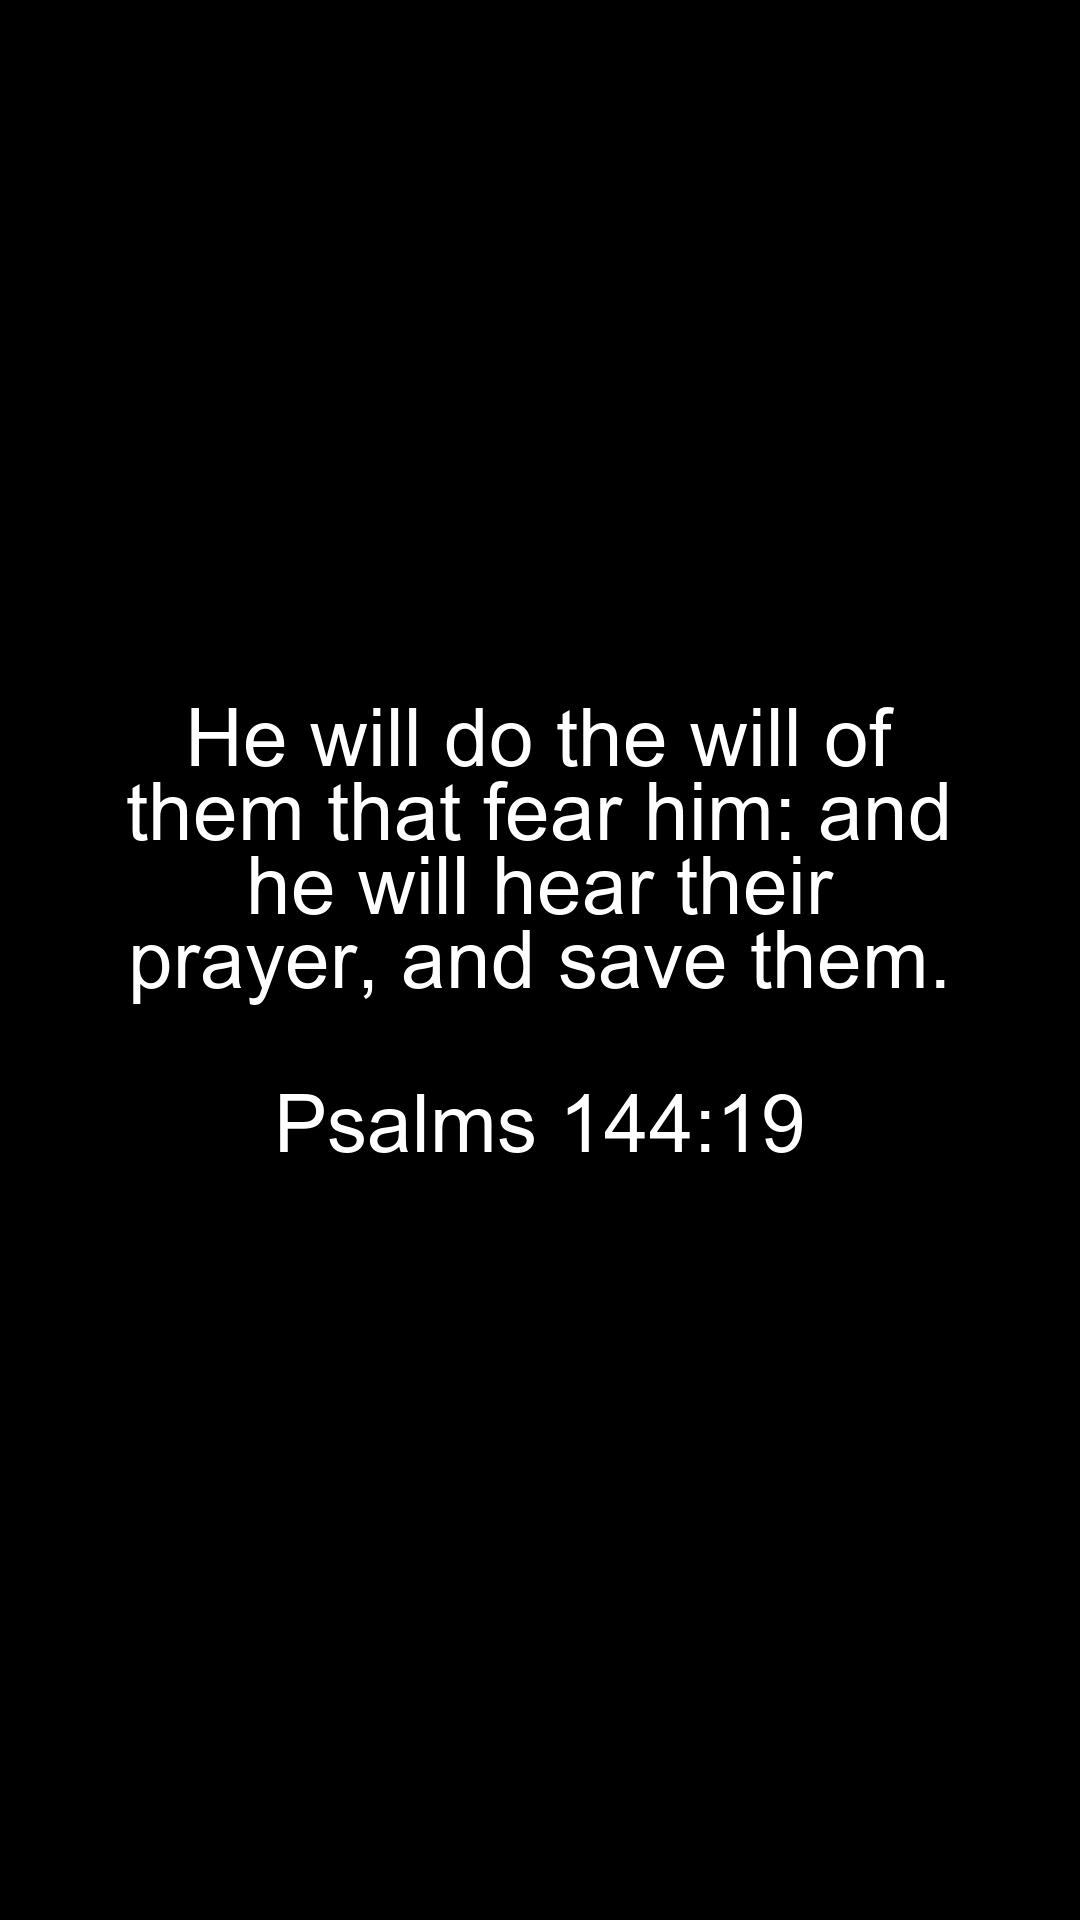 He will do the will of
them that fear him: and
he will hear their
prayer, and save them.
Psalms 144:19